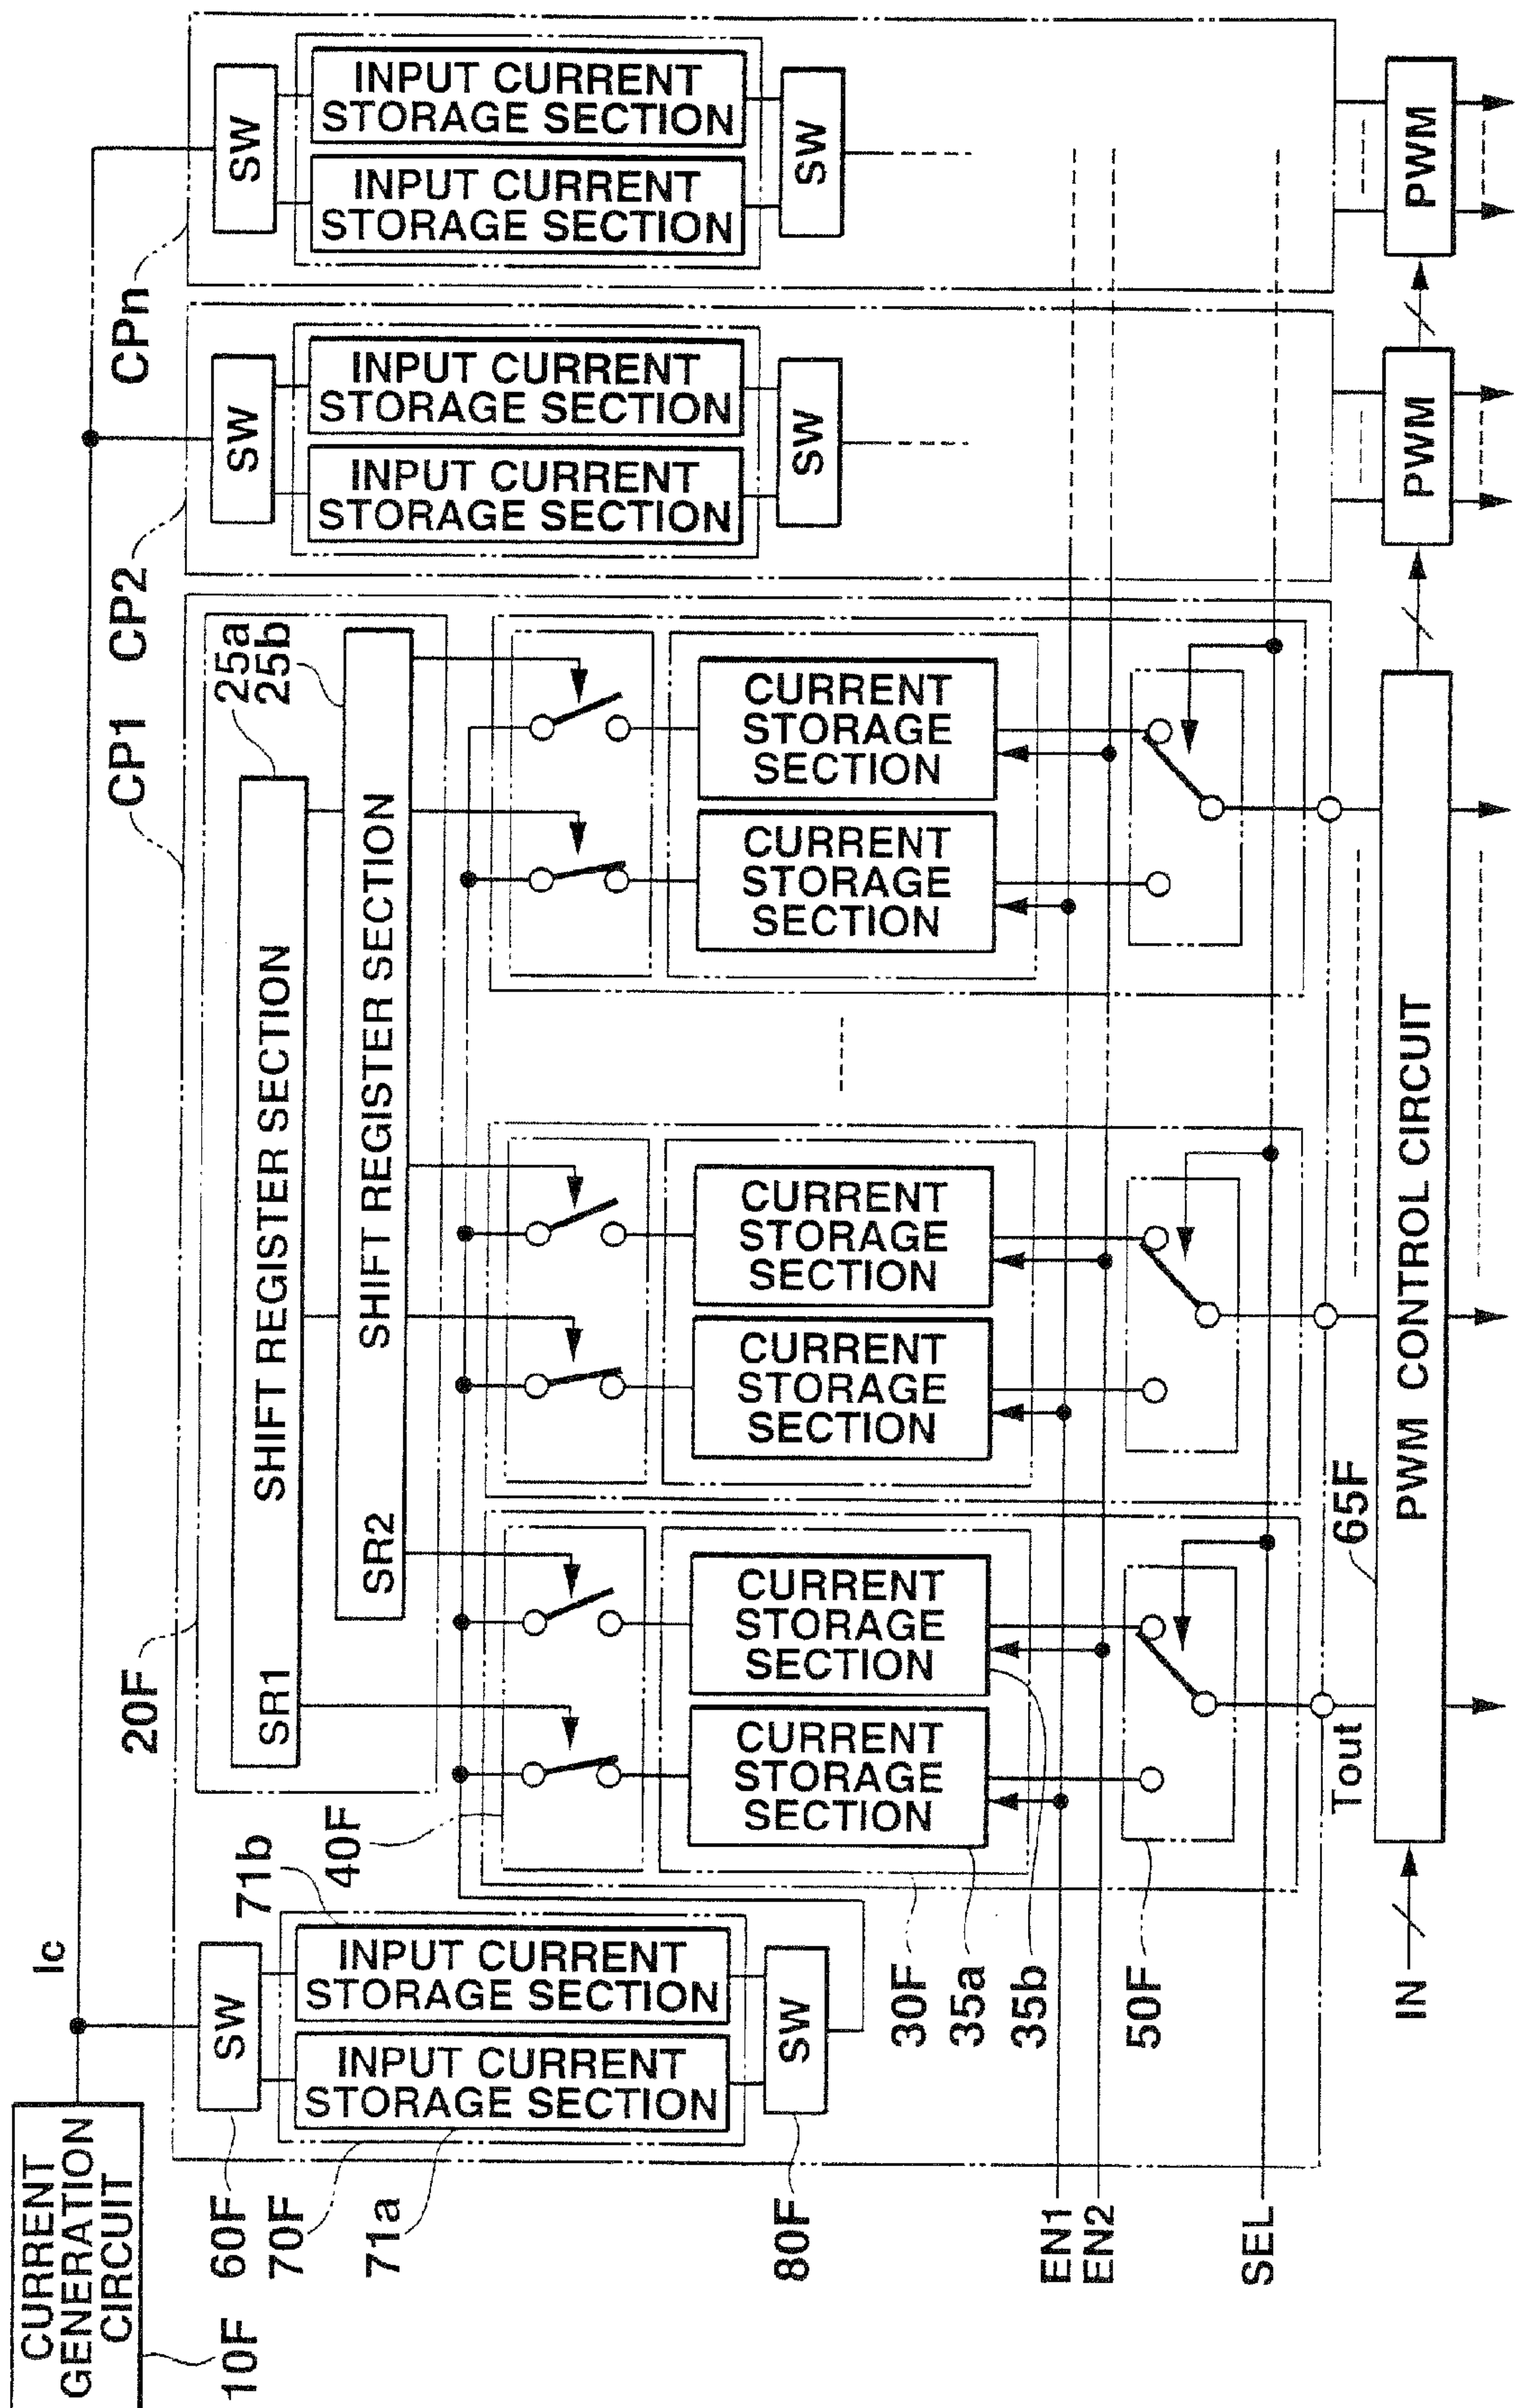 CURRENT
GENERATION
CIRCUIT
10F
Ic
60F
SW
70F
71a
71b
INPUT CURRENT
STORAGE SECTION
INPUT CURRENT
STORAGE SECTION
80F
SW
20F
CP1
CP2
CPn
SR1
SHIFT REGISTER SECTION
25a
SR2
SHIFT REGISTER SECTION
25b
40F
30F
35a
35b
50F
CURRENT
STORAGE
SECTION
CURRENT
STORAGE
SECTION
CURRENT
STORAGE
SECTION
CURRENT
STORAGE
SECTION
CURRENT
STORAGE
SECTION
CURRENT
STORAGE
SECTION
SW
INPUT CURRENT
STORAGE SECTION
INPUT CURRENT
STORAGE SECTION
SW
SW
INPUT CURRENT
STORAGE SECTION
INPUT CURRENT
STORAGE SECTION
SW
EN1
EN2
SEL
Tout
65F
IN
PWM CONTROL CIRCUIT
PWM
PWM